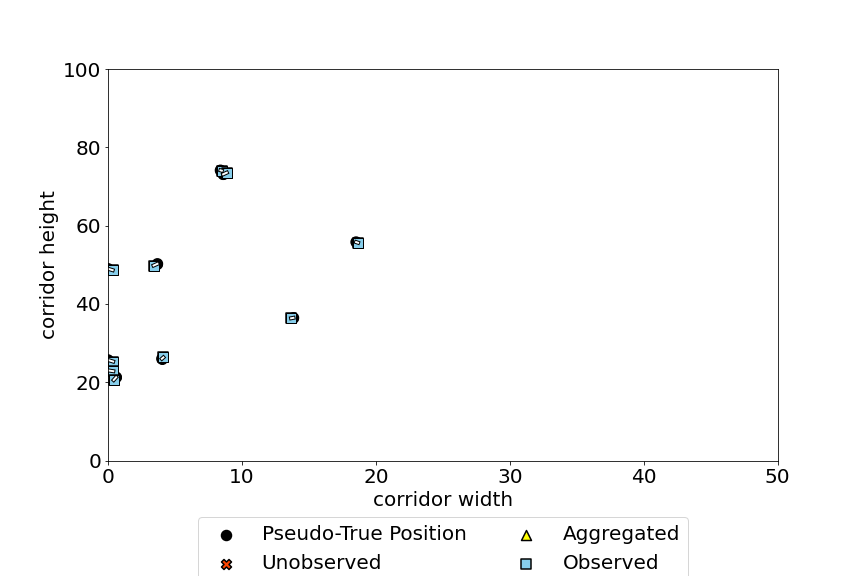 100
80
60
40
20
0
0 10 20 30 40 50
corridor height
corridor width
Pseudo-True Position
Aggregated
Unobserved
Observed